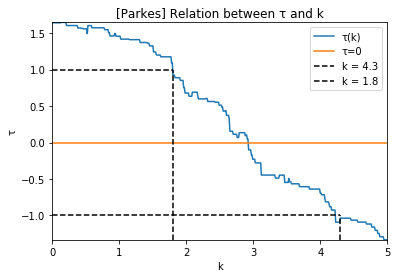 [Parkes] Relation between τ and k
τ(k)
τ=0
k = 4.3
k = 1.8
1.5
1.0
0.5
0.0
−0.5
−1.0
τ
0 1 2 3 4 5
k